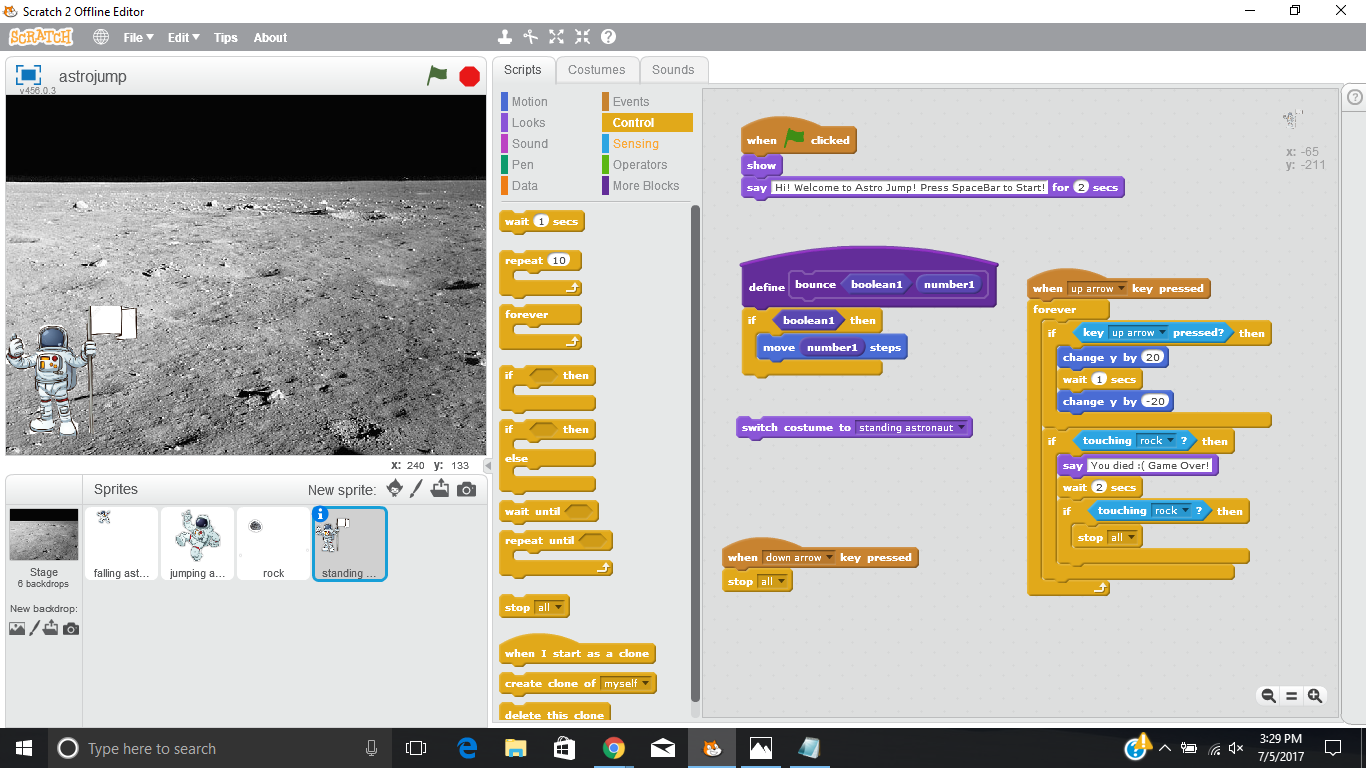 Scratch 2 Offline Editor
SCRATCH File Edit Tips About
astrojump
v456.0.3
Scripts Costumes Sounds
Motion Events
Looks Control
Sound Sensing
Pen Operators
Data More Blocks
wait 1 secs
repeat 10
forever
if then
if then
else
wait until
repeat until
stop all
when I start as a clone
create clone of myself
delete this clone
when clicked
show
say Hi! Welcome to Astro Jump! Press SpaceBar to Start! for 2 secs
x: -65
y: -211
define bounce boolean1 number1
if boolean1 then
move number1 steps
switch costume to standing astronaut
when down arrow key pressed
stop all
when up arrow key pressed
forever
if key up arrow pressed? then
change y by 20
wait 1 secs
change y by -20
if touching rock ? then
say You died :( Game Over!
wait 2 secs
if touching rock ? then
stop all
x: 240 y: 133
Sprites New sprite:
Stage
6 backdrops
New backdrop:
falling ast...
jumping a...
rock
standing ...
Type here to search
3:29 PM
7/5/2017